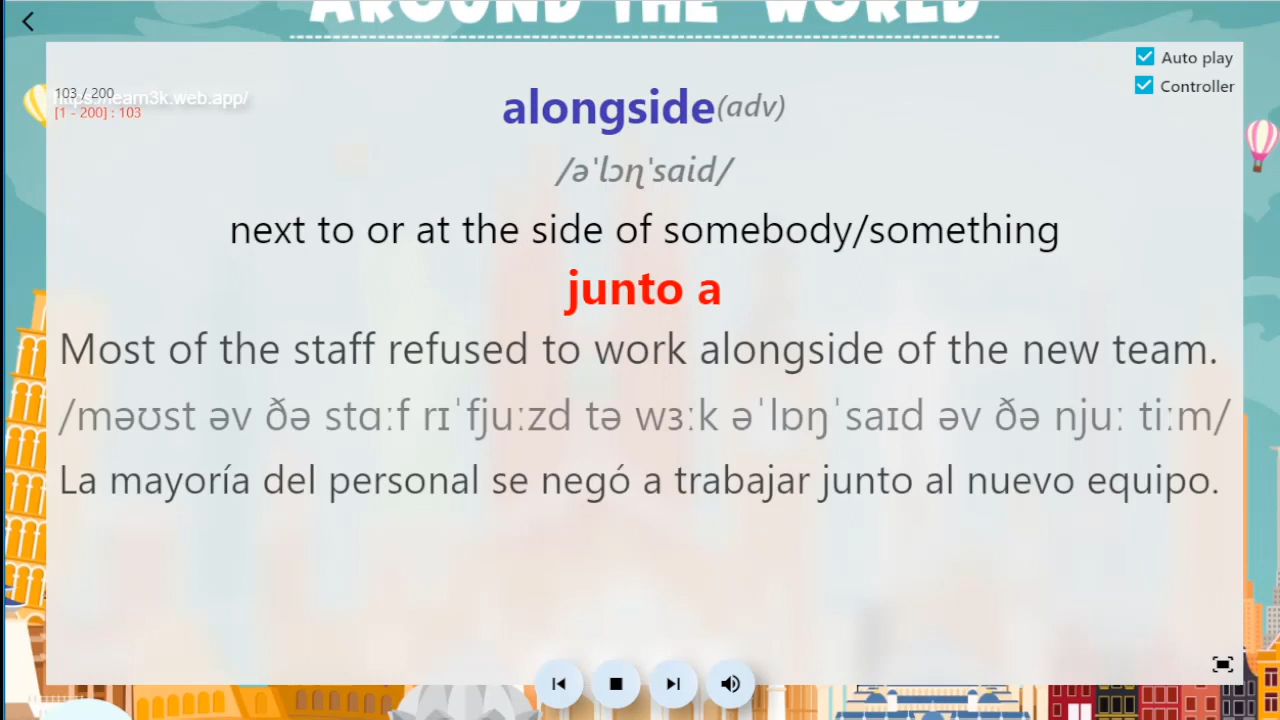 AROUND THE WORLD
Auto play
Controller
103 / 200
https://learn3k.web.app/
[1 - 200] : 103
alongside(adv)
/ə'lɔɳ'said/
next to or at the side of somebody/something
junto a
Most of the staff refused to work alongside of the new team.
/məʊst əv ðə stɑːf rɪˈfjuːzd tə wɜːk əˈlɒŋˈsaɪd əv ðə njuː tiːm/
La mayoría del personal se negó a trabajar junto al nuevo equipo.